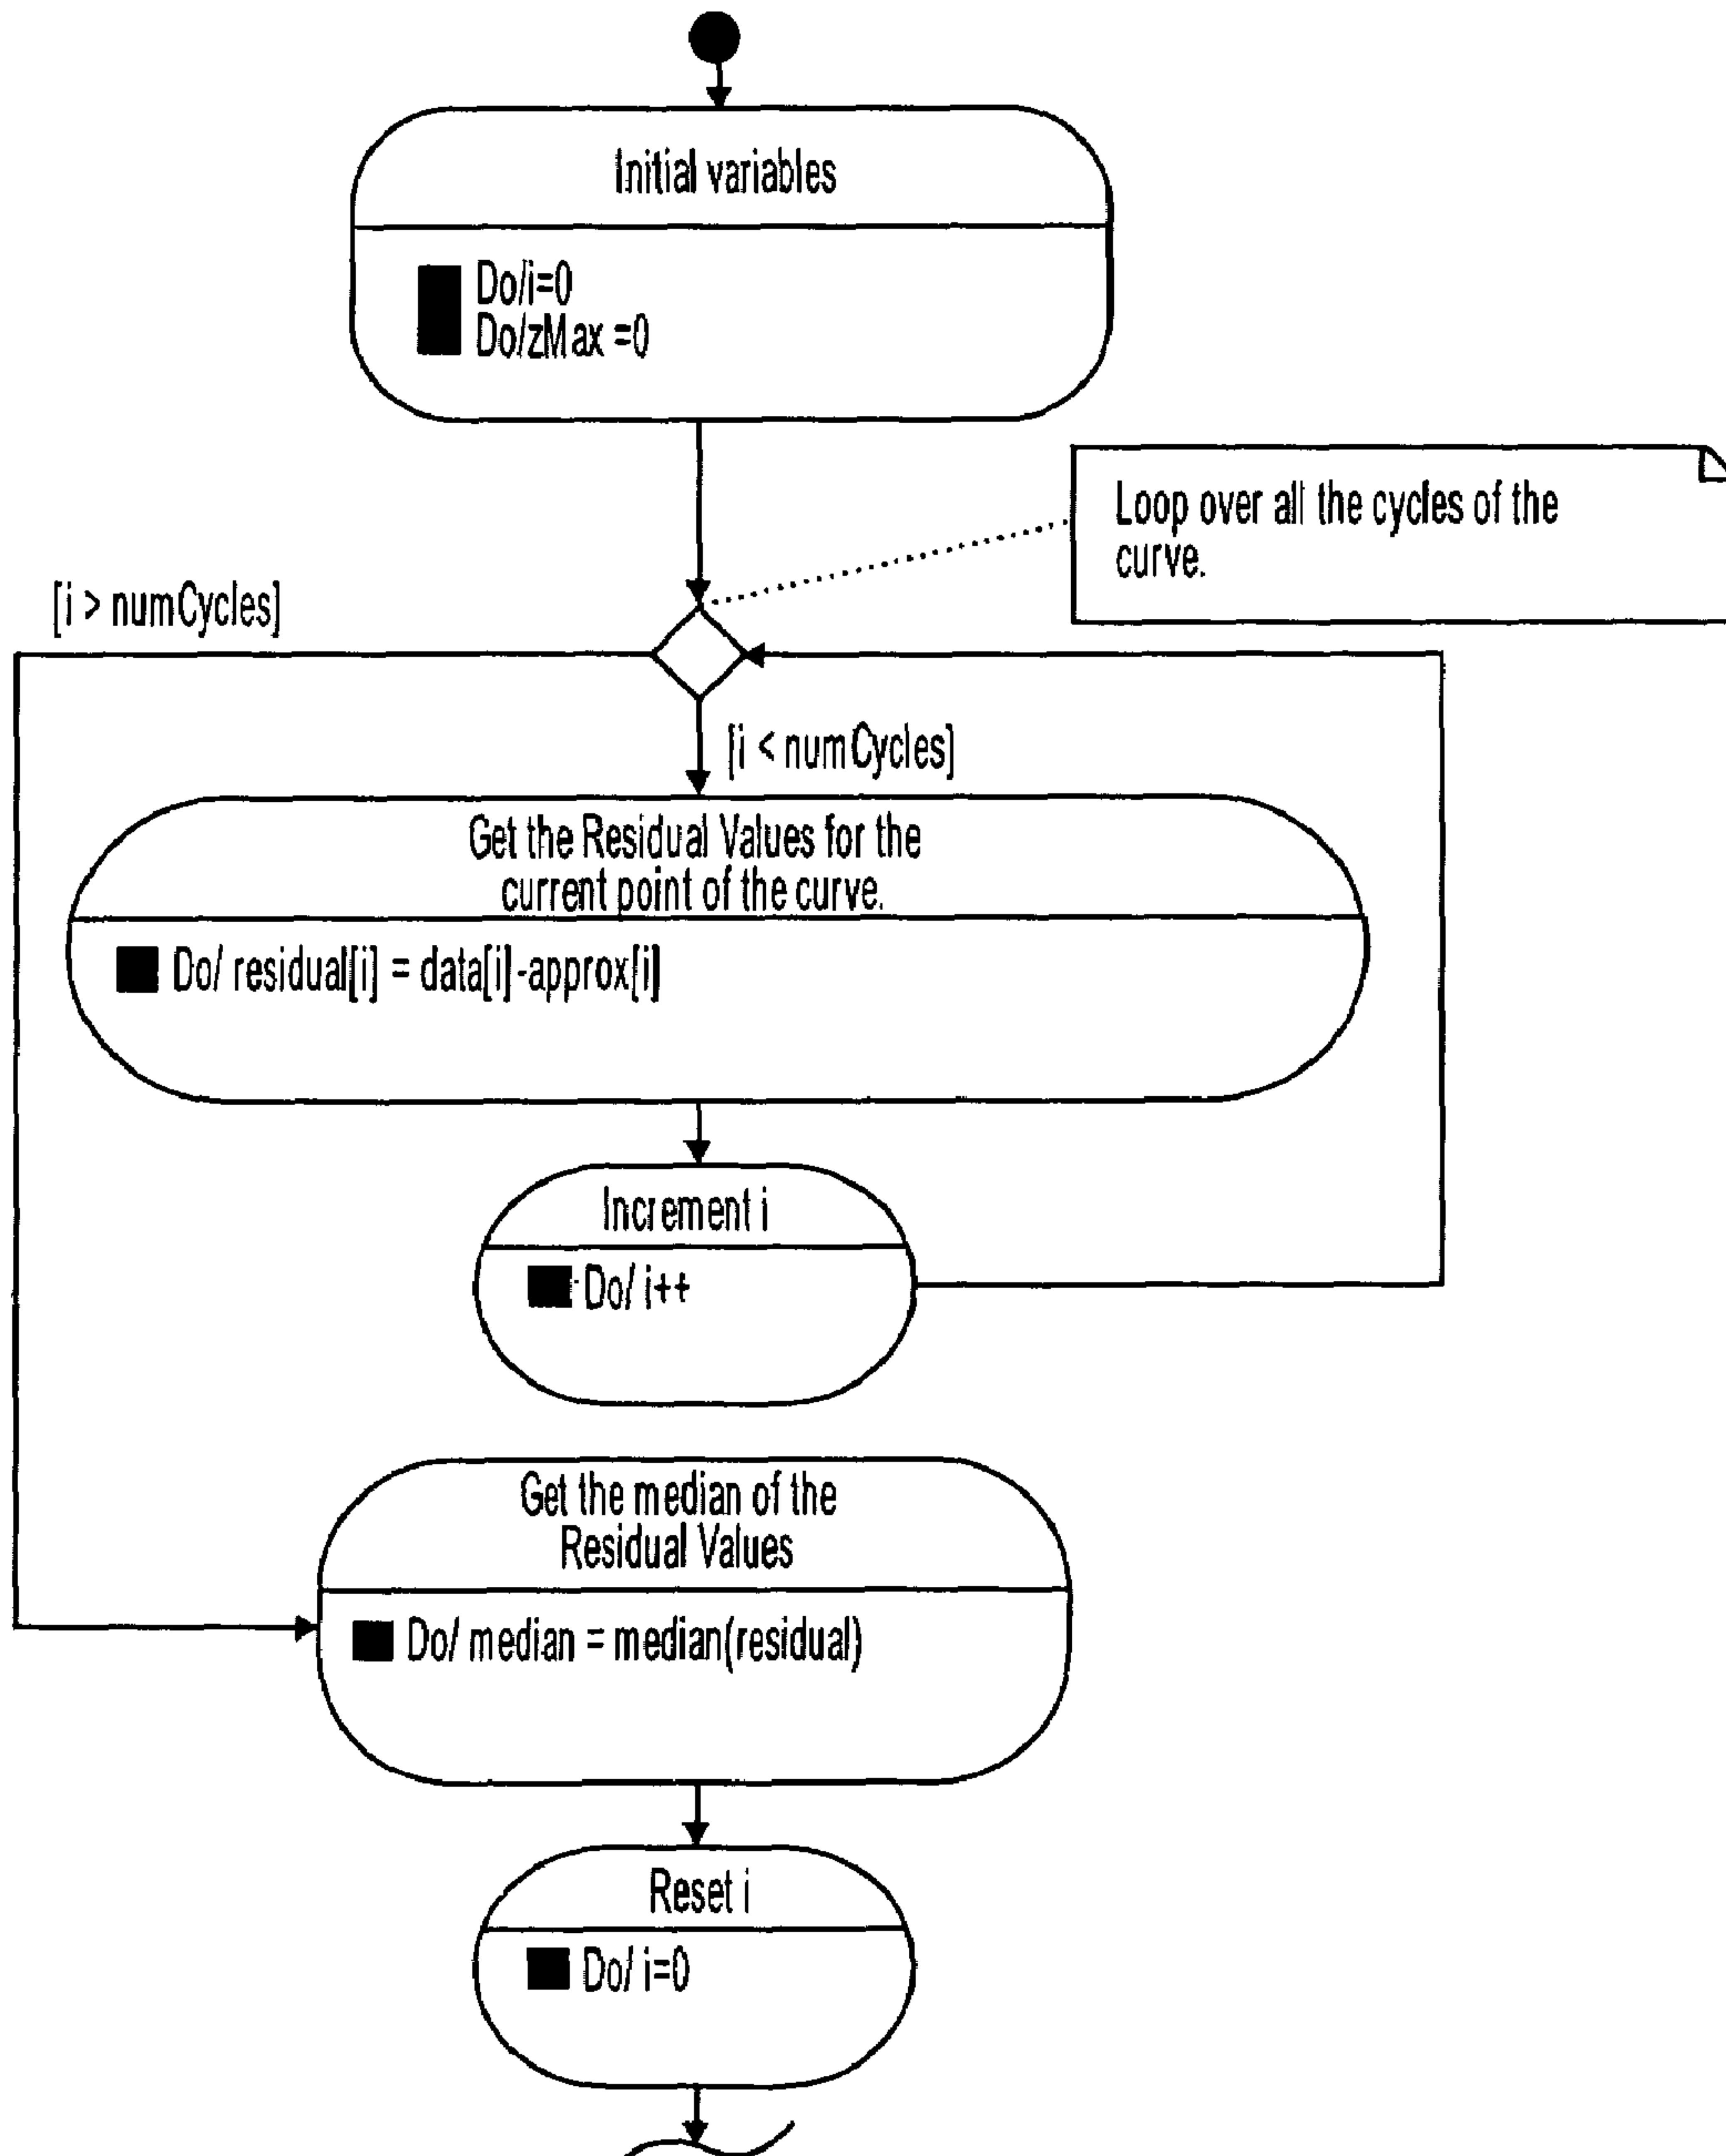 Initial variables
Do/i=0
Do/zMax =0
Loop over all the cycles of the
curve.
[i > numCycles]
[i < numCycles]
Get the Residual Values for the
current point of the curve.
Do/ residual[i] = data[i]-approx[i]
Increment i
Do/ i++
Get the median of the
Residual Values
Do/ median = median(residual)
Reset i
Do/ i=0